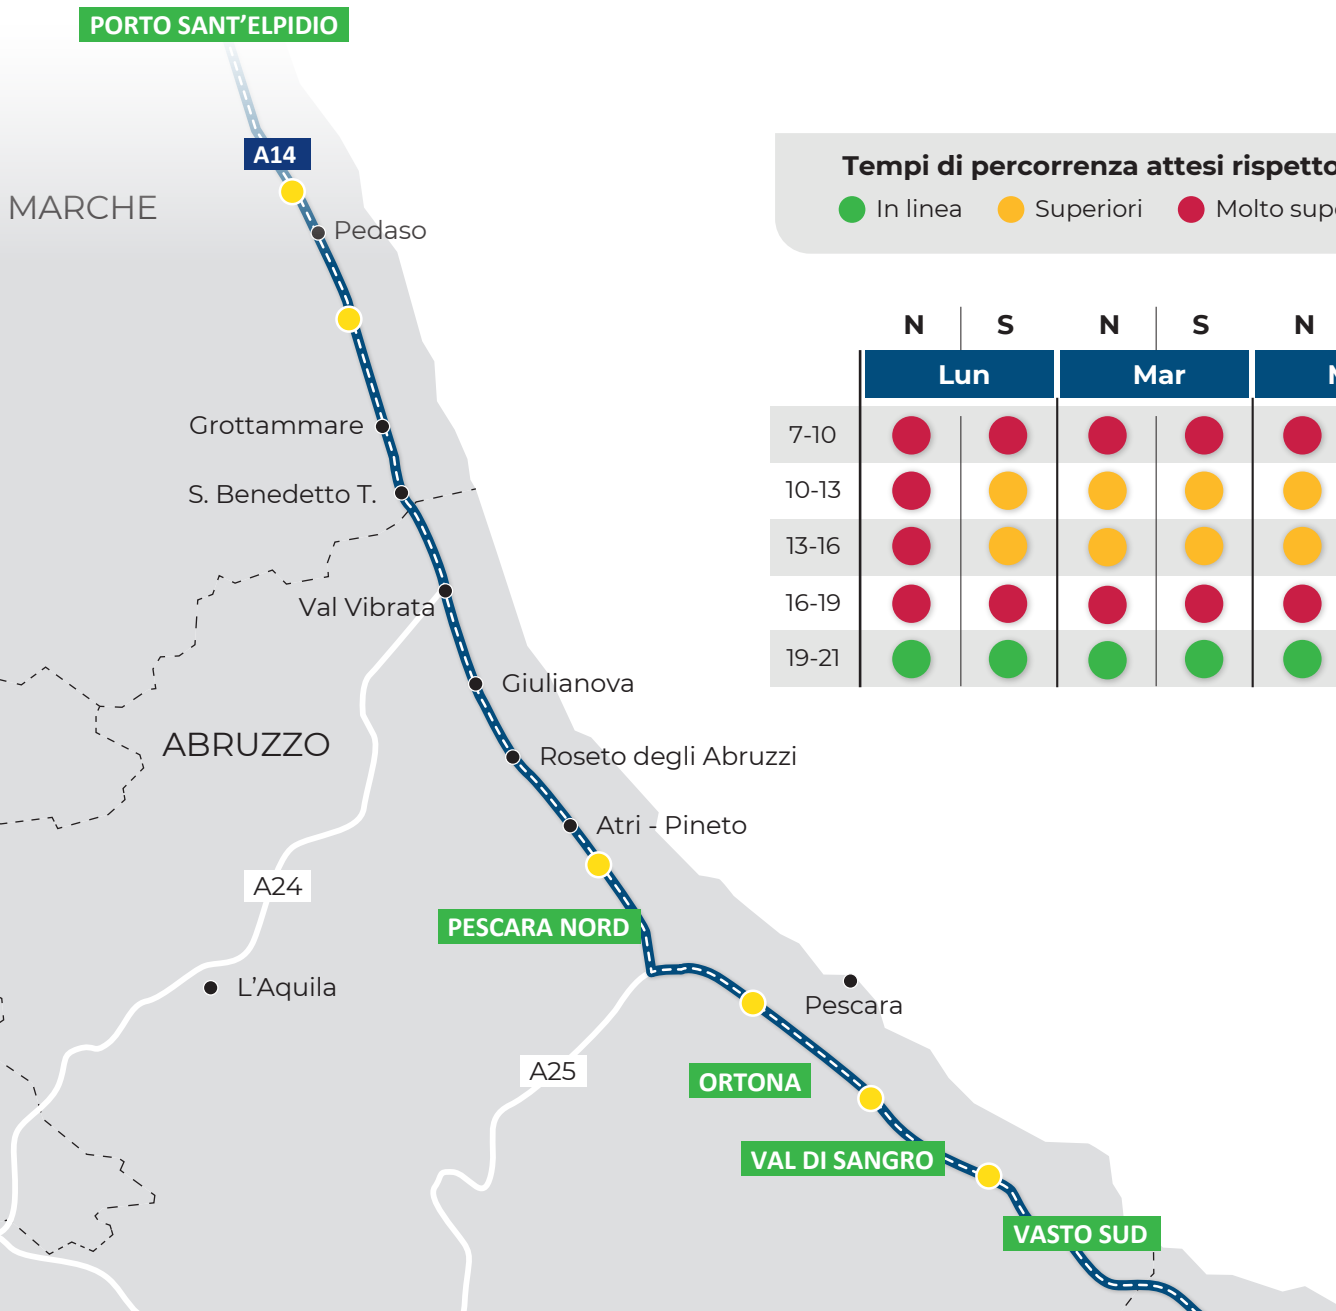 PORTO SANT'ELPIDIO
A14
MARCHE
Pedaso
Tempi di percorrenza attesi rispetto
In linea Superiori Molto supe
N S N S N
Lun Mar M
7-10
10-13
13-16
16-19
19-21
Grottammare
S. Benedetto T.
Val Vibrata
Giulianova
ABRUZZO
Roseto degli Abruzzi
Atri - Pineto
A24
PESCARA NORD
L'Aquila
Pescara
A25
ORTONA
VAL DI SANGRO
VASTO SUD